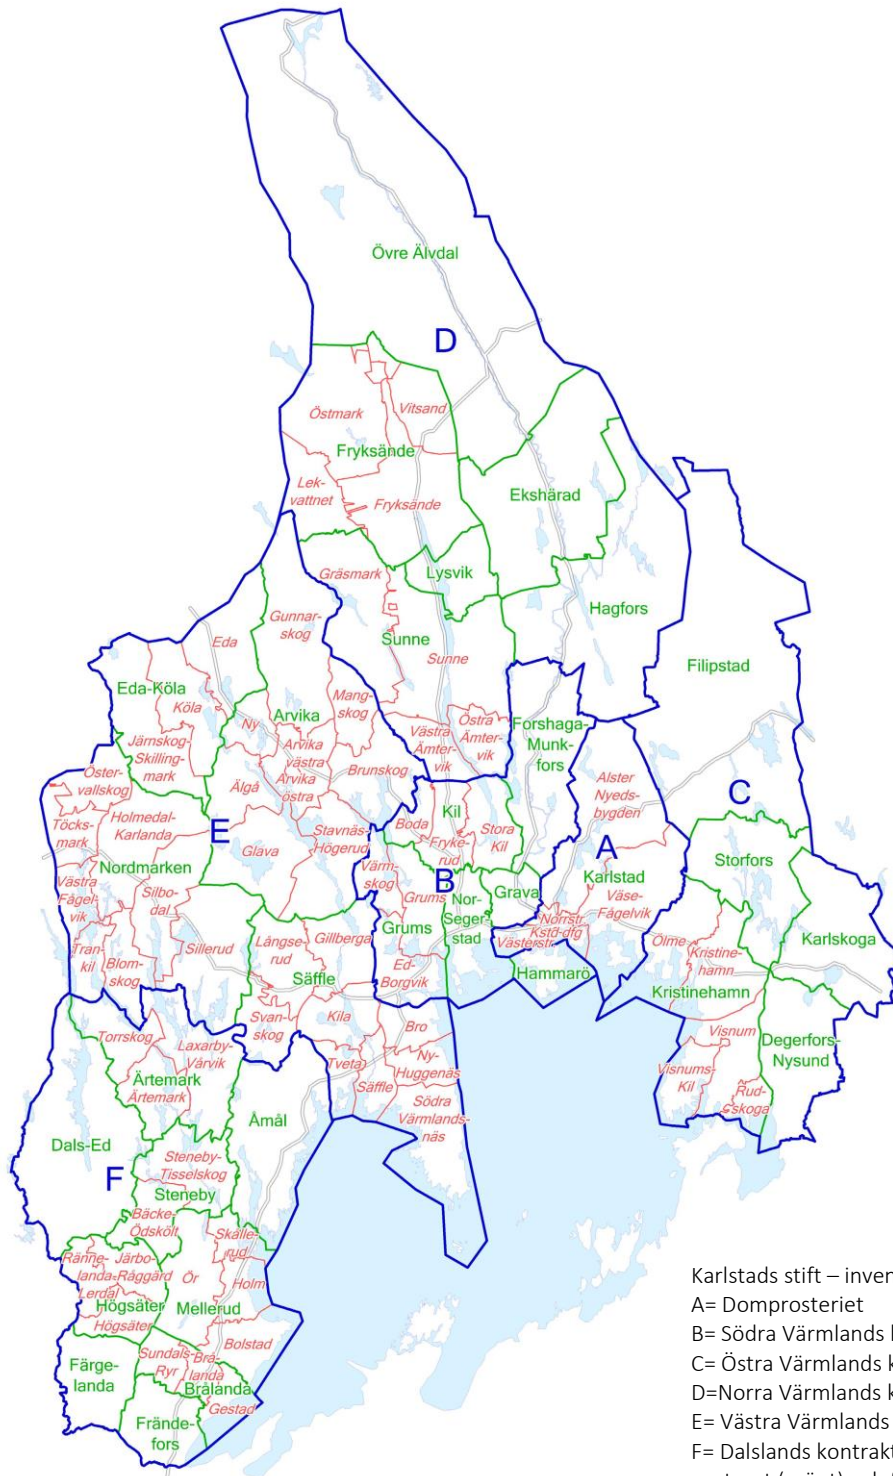 Övre Älvdal
D
Östmark
Vitsand
Fryksände
Lek-
vattnet
Fryksände
Ekshärad
Lysvik
Gräsmark
Hagfors
Gunnar-
skog
Sunne
Sunne
Eda
Filipstad
Eda-Köla
Köla
Mang-
skog
Arvika
Ny
Västra
Ämter-
vik
Östra
Ämter-
vik
Forshaga-
Munk-
fors
Järnskog-
Skilling-
mark
Arvika
västra
Arvika
östra
Brunskog
Öster-
vallskog
Älgå
Alster
Nyeds-
bygden
C
Töcks-
mark
Holmedal-
Karlanda
E
Glava
Stavnäs-
Högerud
Boda
Kil
Fryke-
rud
Stora
Kil
A
Storfors
Nordmarken
Västra
Fågel-
vik
Silbo-
dal
Värm-
skog
B
Grums
Grums
Nor-
Seger-
stad
Grava
Karlstad
Väse-
Fågelvik
Karlskoga
Tran-
kil
Blom-
skog
Sillerud
Långse-
rud
Gillberga
Säffle
Ed-
Borgvik
Norrstr
Kstd-dfg
Västerstr
Hammarö
Ölme
Kristine-
hamn
Kristinehamn
Svan-
skog
Kila
Bro
Visnum
Degerfors-
Nysund
Torrskog
Laxarby-
Vårvik
Ärtemark
Ärtemark
Tveta
Säffle
Ny-
Huggenäs
Visnums-
Kil
Rud-
skoga
Åmål
Södra
Värmlands-
näs
Dals-Ed
F
Steneby-
Tisselskog
Steneby
Bäcke-
Ödskölt
Skålle-
rud
Ränne-
landa-
Lerdal
Järbo-
Råggärd
Ör
Holm
Högsäter
Högsäter
Mellerud
Bolstad
Färge-
landa
Sundals-
Ryr
Brå-
landa
Brålanda
Gestad
Frände-
fors
Karlstads stift – inven
A= Domprosteriet
B= Södra Värmlands
C= Östra Värmlands k
D=Norra Värmlands k
E= Västra Värmlands
F= Dalslands kontrakt